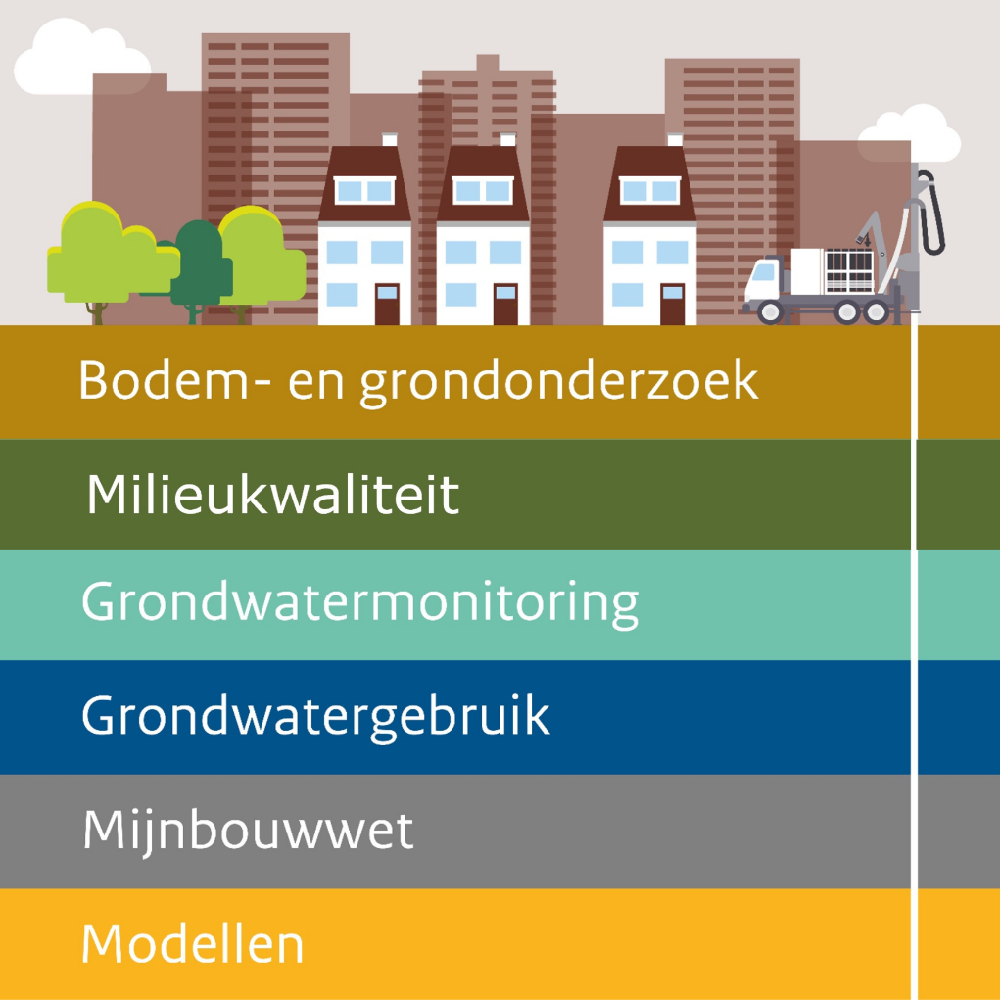 Bodem- en grondonderzoek
Milieukwaliteit
Grondwatermonitoring
Grondwatergebruik
Mijnbouwwet
Modellen